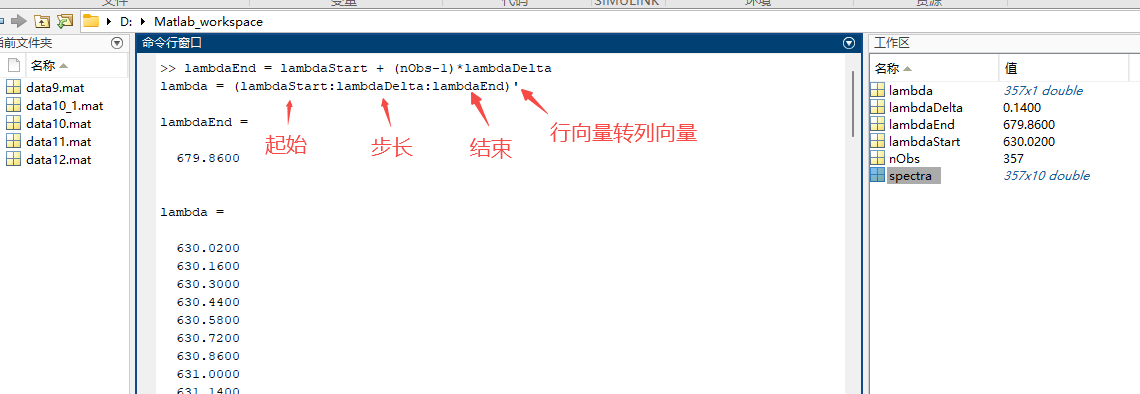 文件
变量
代码
SIMULINK
环境
资源
D:
Matlab_workspace
当前文件夹
名称
data9.mat
data10_1.mat
data10.mat
data11.mat
data12.mat
命令行窗口
>> lambdaEnd = lambdaStart + (nObs-1)*lambdaDelta
lambda = (lambdaStart:lambdaDelta:lambdaEnd)'
起始
步长
结束
行向量转列向量
lambdaEnd =
679.8600
lambda =
630.0200
630.1600
630.3000
630.4400
630.5800
630.7200
630.8600
631.0000
631.1400
工作区
名称 值
lambda 357x1 double
lambdaDelta 0.1400
lambdaEnd 679.8600
lambdaStart 630.0200
nObs 357
spectra 357x10 double